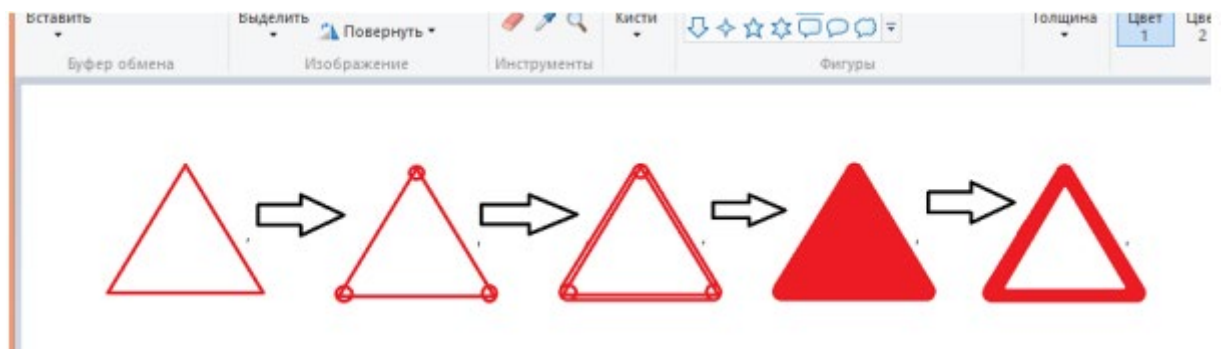 Вставить
Выделить
Повернуть
Кисти
Толщина
Цвет 1
Цве 2
Буфер обмена
Изображение
Инструменты
Фигуры